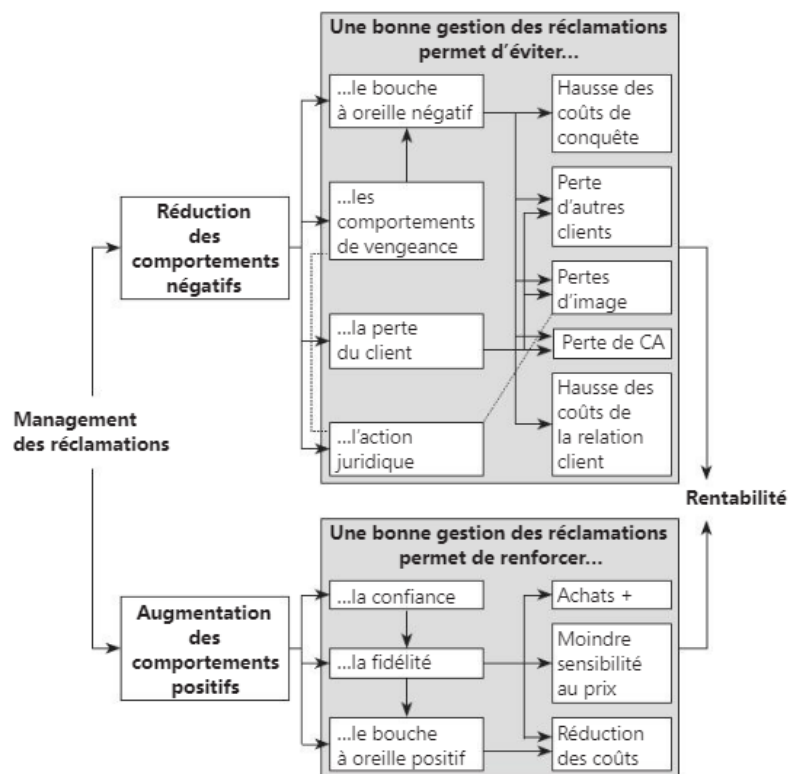 Une bonne gestion des réclamations
permet d'éviter...
...le bouche
à oreille négatif
Hausse des
coûts de
conquête
...les
comportements
de vengeance
Perte
d'autres
clients
Réduction
des
comportements
négatifs
Pertes
d'image
...la perte
du client
Perte de CA
Hausse des
coûts de
la relation
client
...l'action
juridique
Management
des réclamations
Rentabilité
Une bonne gestion des réclamations
permet de renforcer...
...la confiance
Achats +
Augmentation
des
comportements
positifs
...la fidélité
Moindre
sensibilité
au prix
...le bouche
à oreille positif
Réduction
des coûts